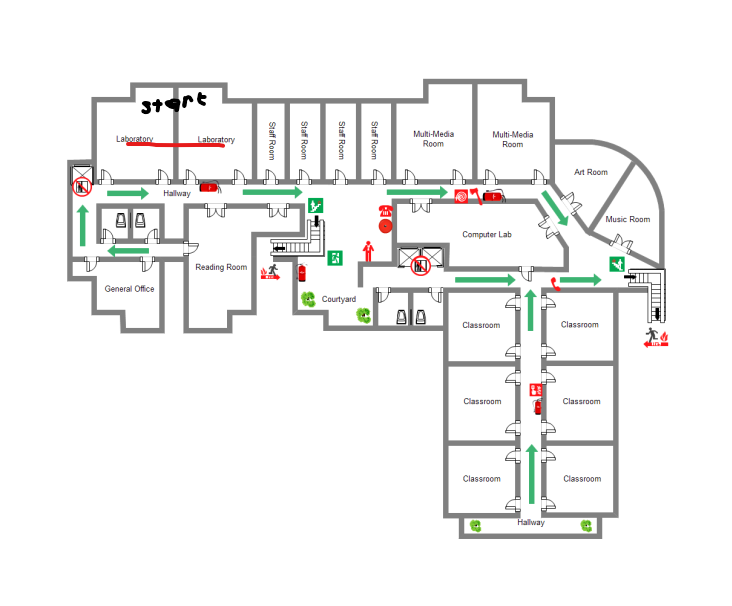 start
Laboratory
Laboratory
Staff Room
Staff Room
Staff Room
Staff Room
Multi-Media
Room
Multi-Media
Room
Art Room
Hallway
Music Room
Computer Lab
Reading Room
General Office
Courtyard
Classroom
Classroom
Classroom
Classroom
Classroom
Classroom
Hallway